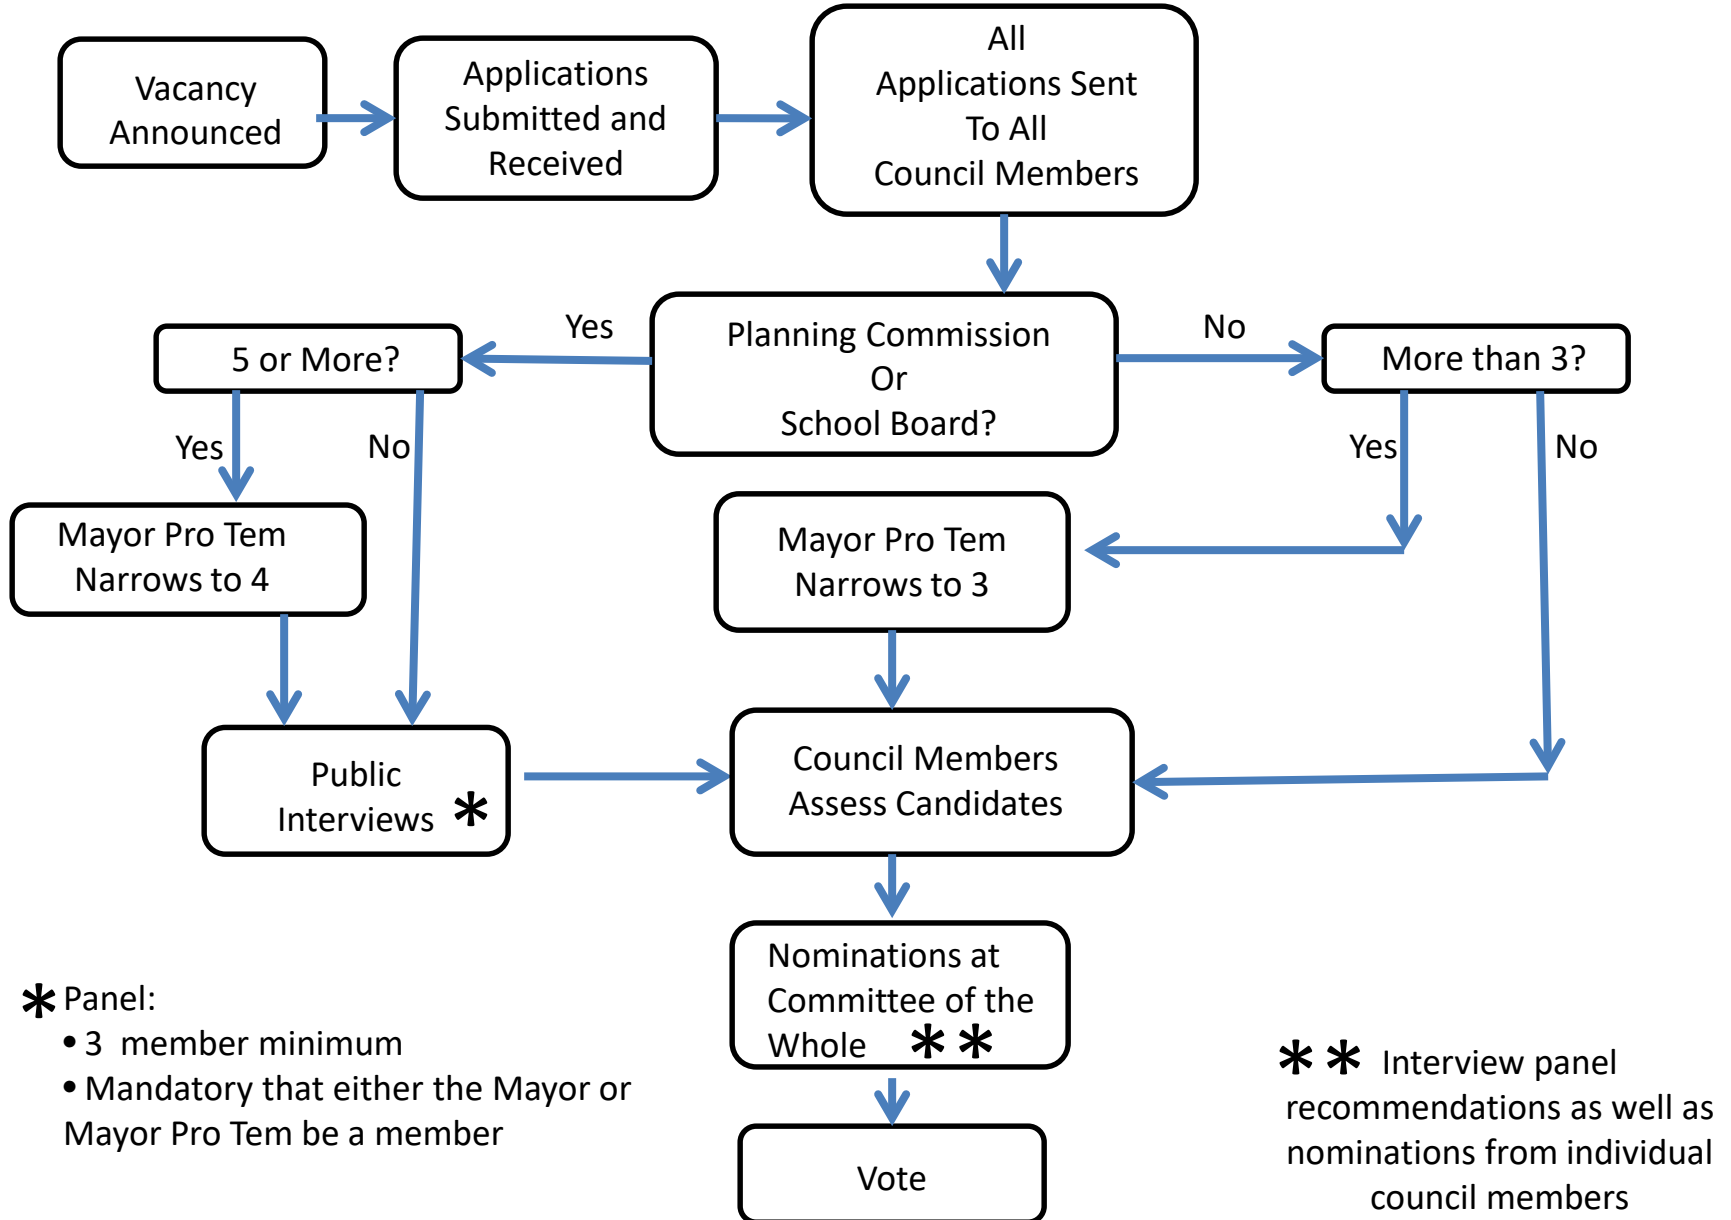 Vacancy
Announced
Applications
Submitted and
Received
All
Applications Sent
To All
Council Members
Yes
Planning Commission
Or
School Board?
No
5 or More?
More than 3?
Yes
No
Yes
No
Mayor Pro Tem
Narrows to 4
Mayor Pro Tem
Narrows to 3
Public
Interviews *
Council Members
Assess Candidates
Nominations at
Committee of the
Whole * *
Vote
* Panel:
• 3 member minimum
• Mandatory that either the Mayor or
Mayor Pro Tem be a member
* * Interview panel
recommendations as well as
nominations from individual
council members